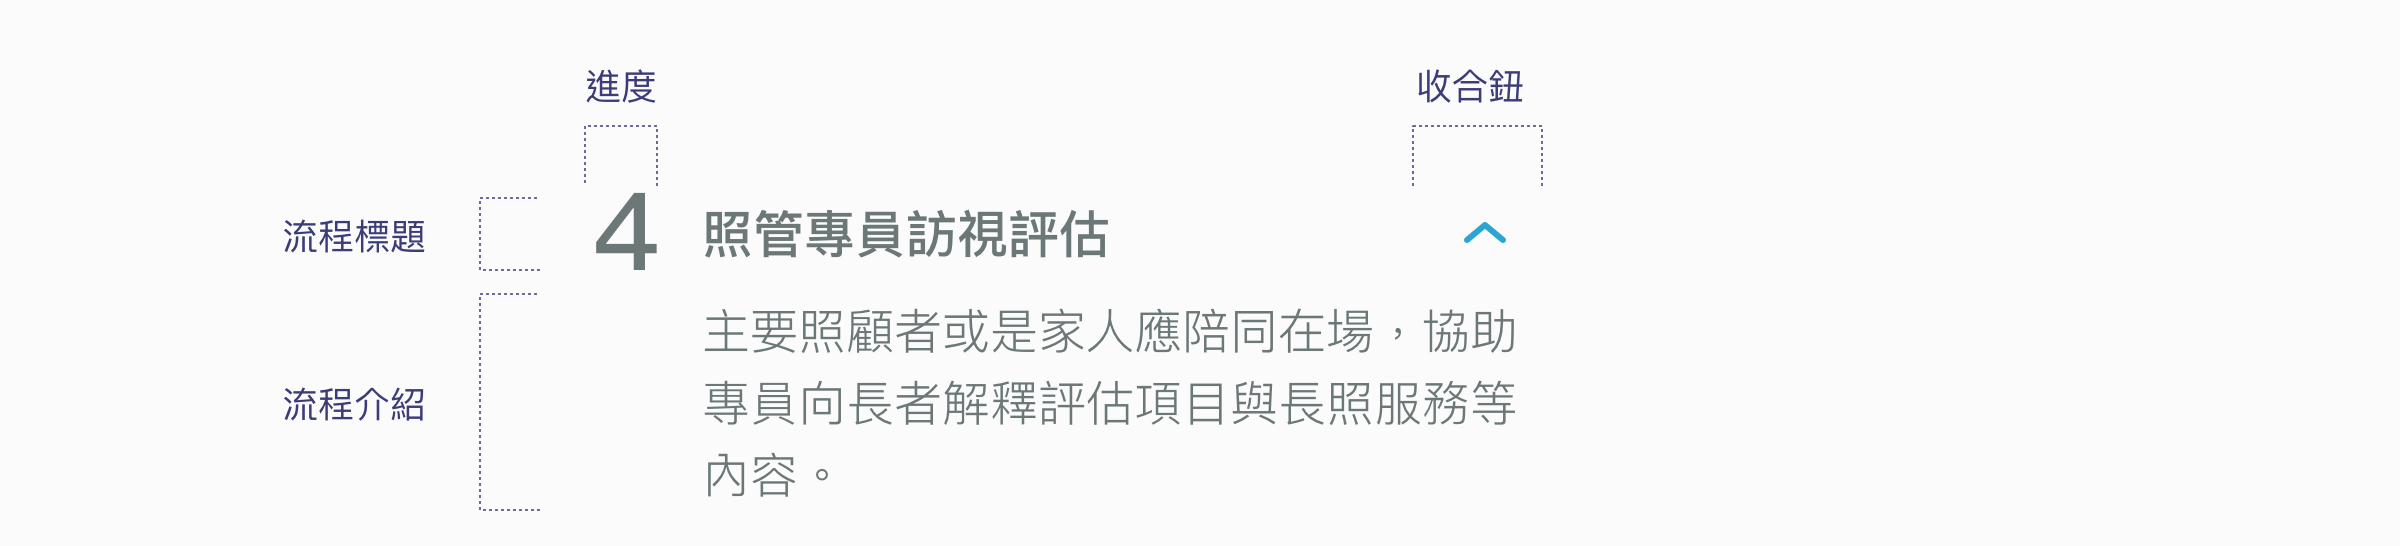 進度
收合鈕
流程標題
4 照管專員訪視評估
流程介紹
主要照顧者或是家人應陪同在場，協助
專員向長者解釋評估項目與長照服務等
內容。